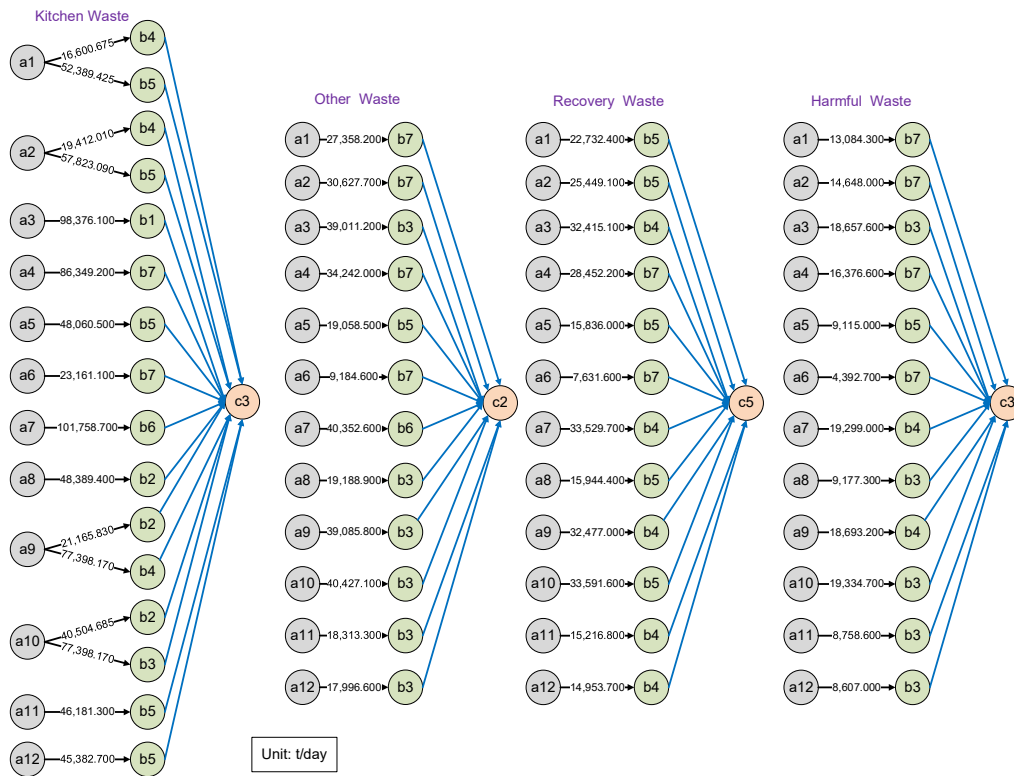 Kitchen Waste
a1
16,600.675
b4
52,389.425
b5
a2
19,412.010
b4
57,823.090
b5
a3
98,376.100
b1
a4
86,349.200
b7
a5
48,060.500
b5
a6
23,161.100
b7
a7
101,758.700
b6
a8
48,389.400
b2
a9
21,165.830
b2
77,398.170
b4
a10
40,504.685
b2
77,398.170
b3
a11
46,181.300
b5
a12
45,382.700
b5
c3
Other Waste
a1
27,358.200
b7
a2
30,627.700
b7
a3
39,011.200
b3
a4
34,242.000
b7
a5
19,058.500
b5
a6
9,184.600
b7
a7
40,352.600
b6
a8
19,188.900
b3
a9
39,085.800
b3
a10
40,427.100
b3
a11
18,313.300
b3
a12
17,996.600
b3
c2
Recovery Waste
a1
22,732.400
b5
a2
25,449.100
b5
a3
32,415.100
b4
a4
28,452.200
b7
a5
15,836.000
b5
a6
7,631.600
b7
a7
33,529.700
b4
a8
15,944.400
b5
a9
32,477.000
b4
a10
33,591.600
b5
a11
15,216.800
b4
a12
14,953.700
b4
c5
Harmful Waste
a1
13,084.300
b7
a2
14,648.000
b7
a3
18,657.600
b3
a4
16,376.600
b7
a5
9,115.000
b5
a6
4,392.700
b7
a7
19,299.000
b4
a8
9,177.300
b3
a9
18,693.200
b4
a10
19,334.700
b3
a11
8,758.600
b3
a12
8,607.000
b3
c3
Unit: t/day